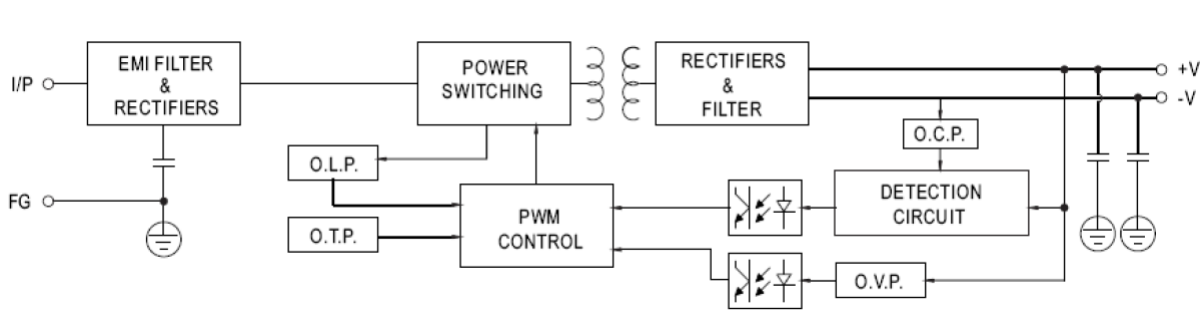 I/P
EMI FILTER
&
RECTIFIERS
POWER
SWITCHING
RECTIFIERS
&
FILTER
+V
-V
O.C.P.
O.L.P.
DETECTION
CIRCUIT
FG
PWM
CONTROL
O.T.P.
O.V.P.